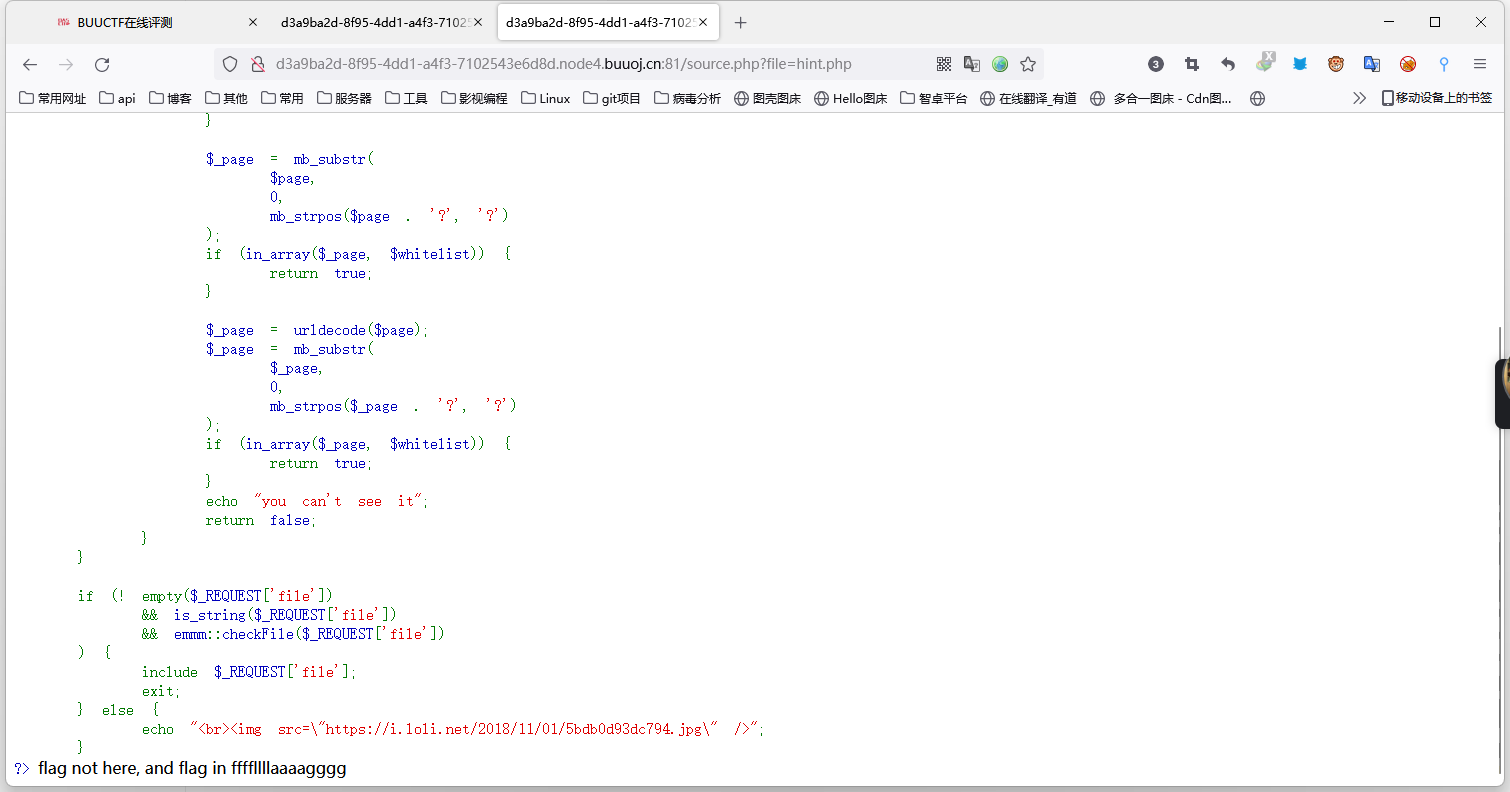 BUUCTF在线评测
d3a9ba2d-8f95-4dd1-a4f3-71025
d3a9ba2d-8f95-4dd1-a4f3-71025
d3a9ba2d-8f95-4dd1-a4f3-7102543e6d8d.node4.buuoj.cn:81/source.php?file=hint.php
3
常用网址 api 博客 其他 常用 服务器 工具 影视编程 Linux git项目 病毒分析 图壳图床 Hello图床 智卓平台 在线翻译_有道 多合一图床 - Cdn图... 移动设备上的书签
}
$_page = mb_substr(
$page,
0,
mb_strpos($page . '?', '?')
);
if (in_array($_page, $whitelist)) {
return true;
}
$_page = urldecode($page);
$_page = mb_substr(
$_page,
0,
mb_strpos($_page . '?', '?')
);
if (in_array($_page, $whitelist)) {
return true;
}
echo "you can't see it";
return false;
}
}
if (! empty($_REQUEST['file'])
&& is_string($_REQUEST['file'])
&& emmm::checkFile($_REQUEST['file'])
) {
include $_REQUEST['file'];
exit;
} else {
echo "<br><img src=\"https://i.loli.net/2018/11/01/5bdb0d93dc794.jpg\" />";
}
?> flag not here, and flag in ffffllllaaaagggg